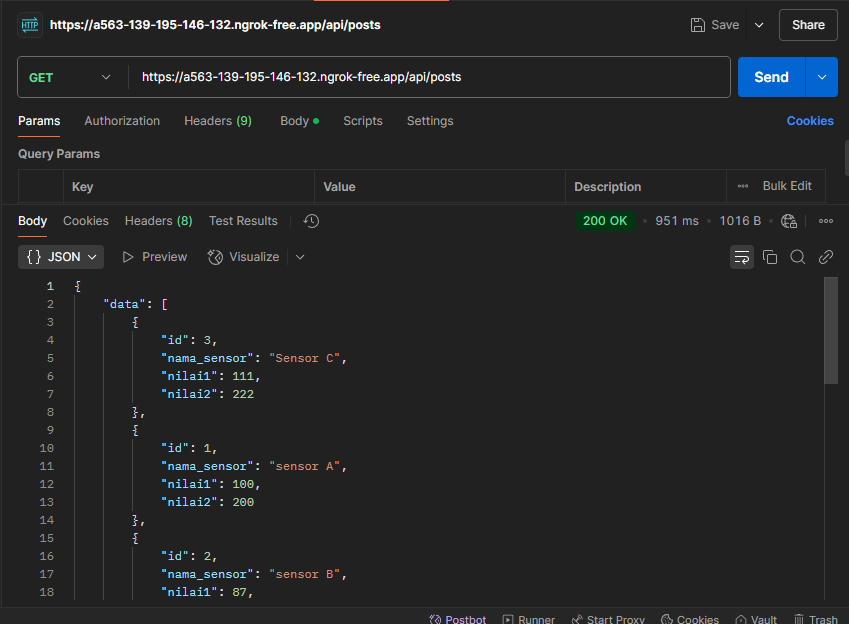 HTTP https://a563-139-195-146-132.ngrok-free.app/api/posts Save Share
GET https://a563-139-195-146-132.ngrok-free.app/api/posts Send
Params Authorization Headers (9) Body Scripts Settings Cookies
Query Params
Key Value Description Bulk Edit
Body Cookies Headers (8) Test Results 200 OK 951 ms 1016 B
{} JSON Preview Visualize
1 {
2 "data": [
3 {
4 "id": 3,
5 "nama_sensor": "Sensor C",
6 "nilai1": 111,
7 "nilai2": 222
8 },
9 {
10 "id": 1,
11 "nama_sensor": "sensor A",
12 "nilai1": 100,
13 "nilai2": 200
14 },
15 {
16 "id": 2,
17 "nama_sensor": "sensor B",
18 "nilai1": 87,
Postbot Runner Start Proxy Cookies Vault Trash